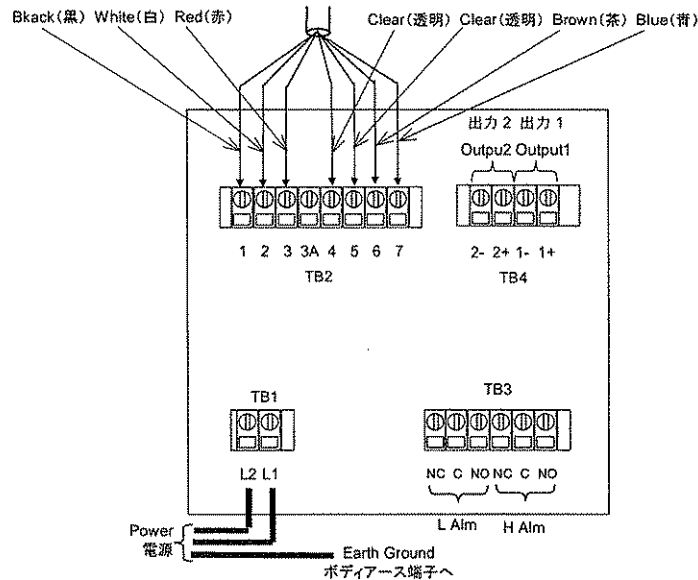 Bkack(黒) White(白) Red(赤) Clear(透明) Clear(透明) Brown(茶) Blue(青)
出力 2 出力 1
Outpu2 Output1
1 2 3 3A 4 5 6 7
TB2
2- 2+ 1- 1+
TB4
TB1
TB3
L2 L1
NC C NO NC C NO
L Alm H Alm
Power
電源
Earth Ground
ボディアース端子へ